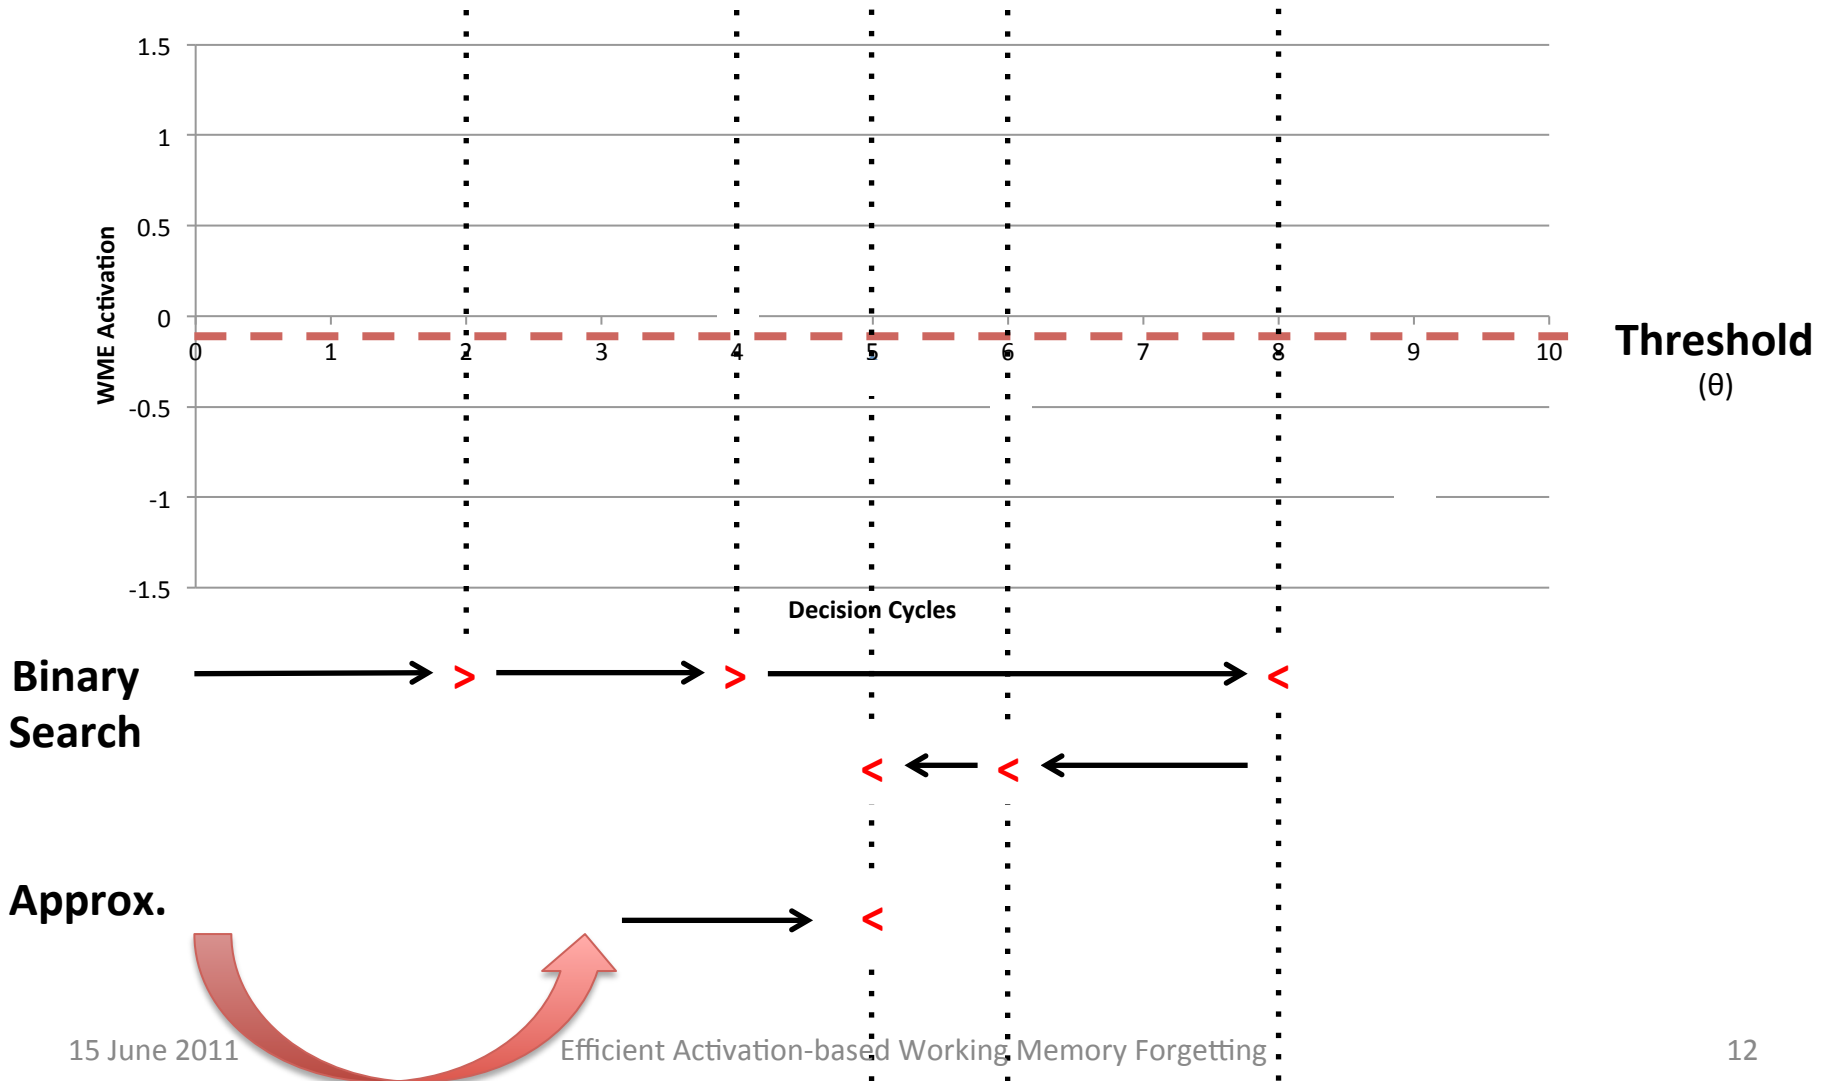 1.5
1
0.5
0
-0.5
-1
-1.5
WME Activation
0 1 2 3 4 5 6 7 8 9 10
Decision Cycles
Threshold
(θ)
Binary
Search
> > <
< <
Approx.
<
15 June 2011
Efficient Activation-based Working Memory Forgetting
12